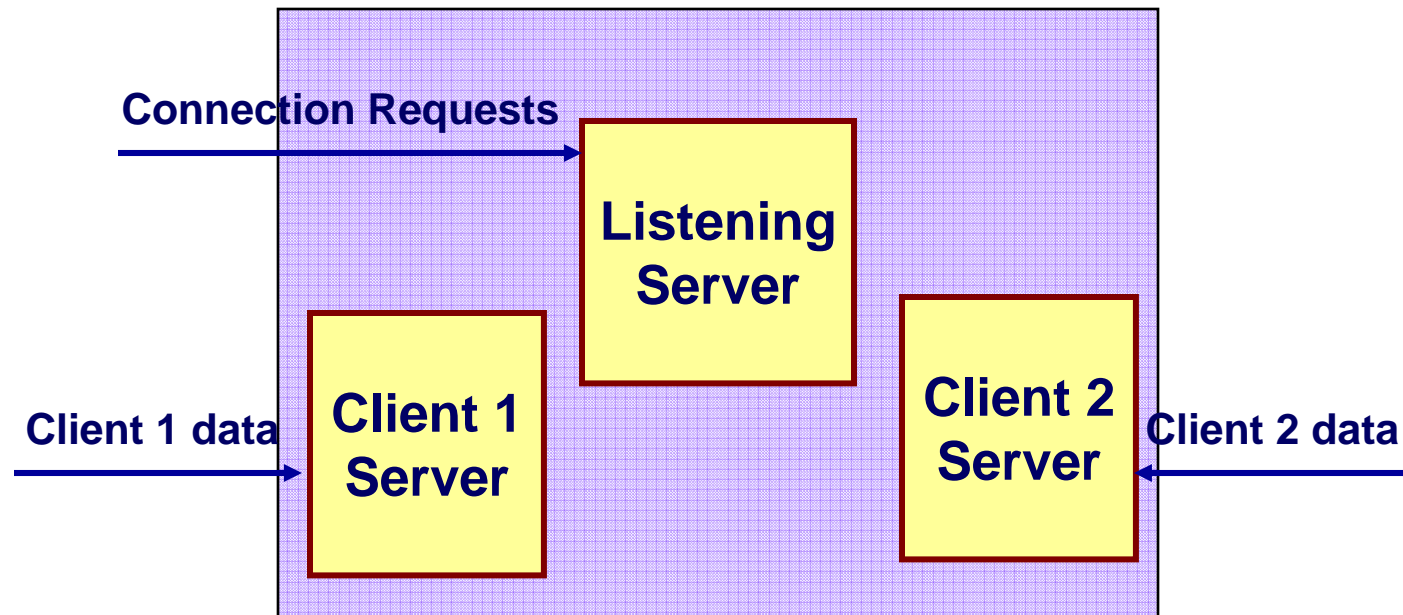 Connection Requests
Listening
Server
Client 1
Server
Client 2
Server
Client 1 data
Client 2 data